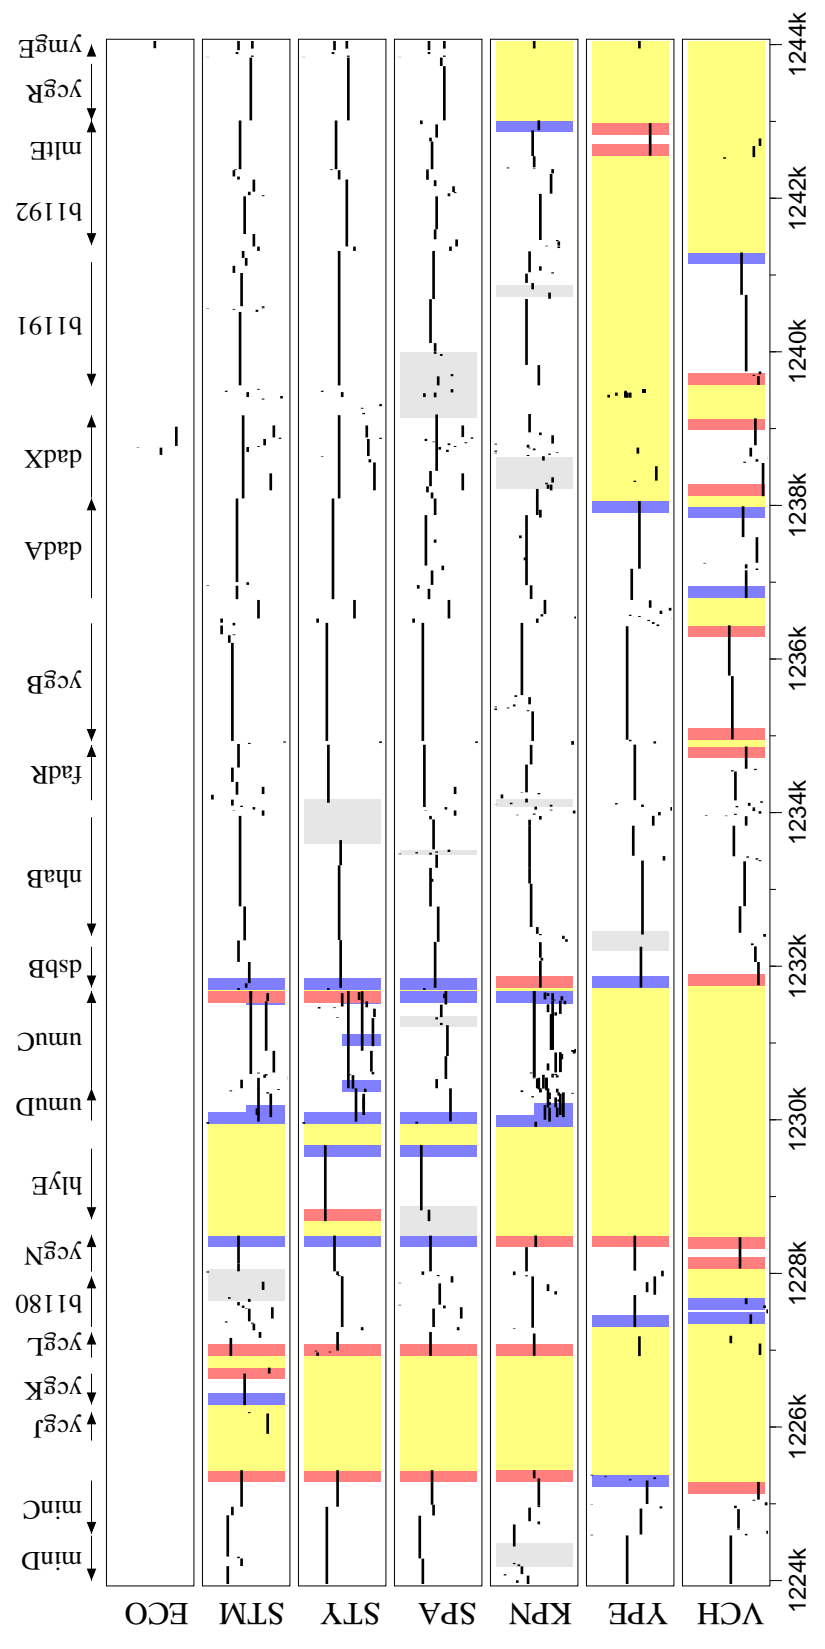 minD
minC
ycgJ
ycgK
ycgL
b1180
ycgN
hlyE
umuD
umuC
dsbB
nhaB
fadR
ycgB
dadA
dadX
b1191
b1192
mltE
ycgR
ymgE
ECO
STM
STY
SPA
KPN
YPE
VCH
1224k
1226k
1228k
1230k
1232k
1234k
1236k
1238k
1240k
1242k
1244k